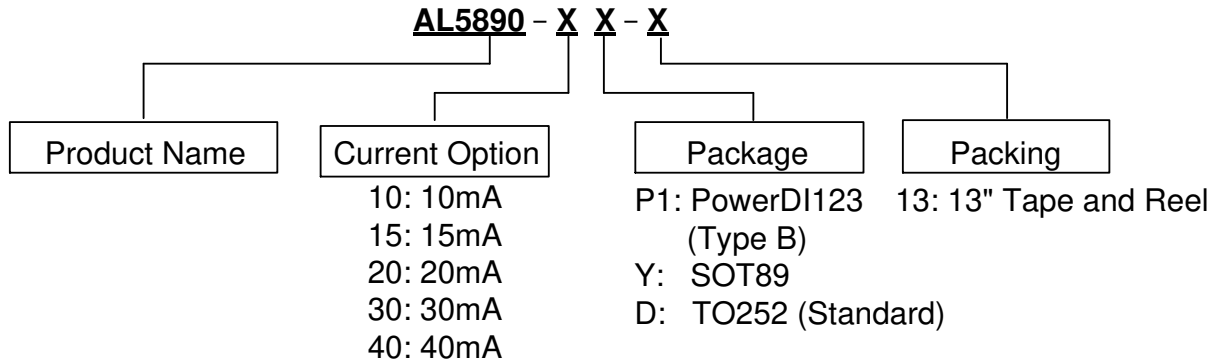 AL5890 – X X – X
Product Name
Current Option
10: 10mA
15: 15mA
20: 20mA
30: 30mA
40: 40mA
Package
P1: PowerDI123
(Type B)
Y: SOT89
D: TO252 (Standard)
Packing
13: 13" Tape and Reel